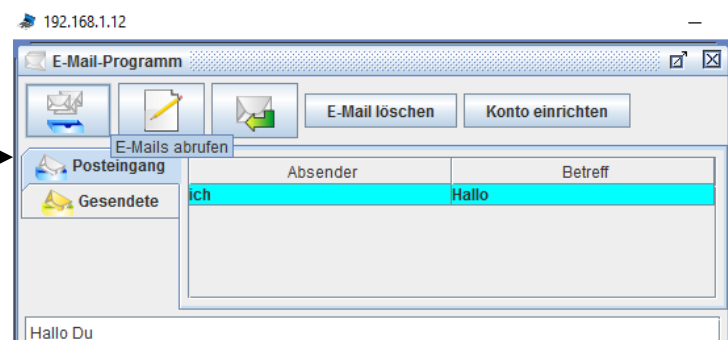 192.168.1.12
E-Mail-Programm
E-Mail löschen
Konto einrichten
E-Mails abrufen
Posteingang
Gesendete
Absender Betreff
ich Hallo
Hallo Du